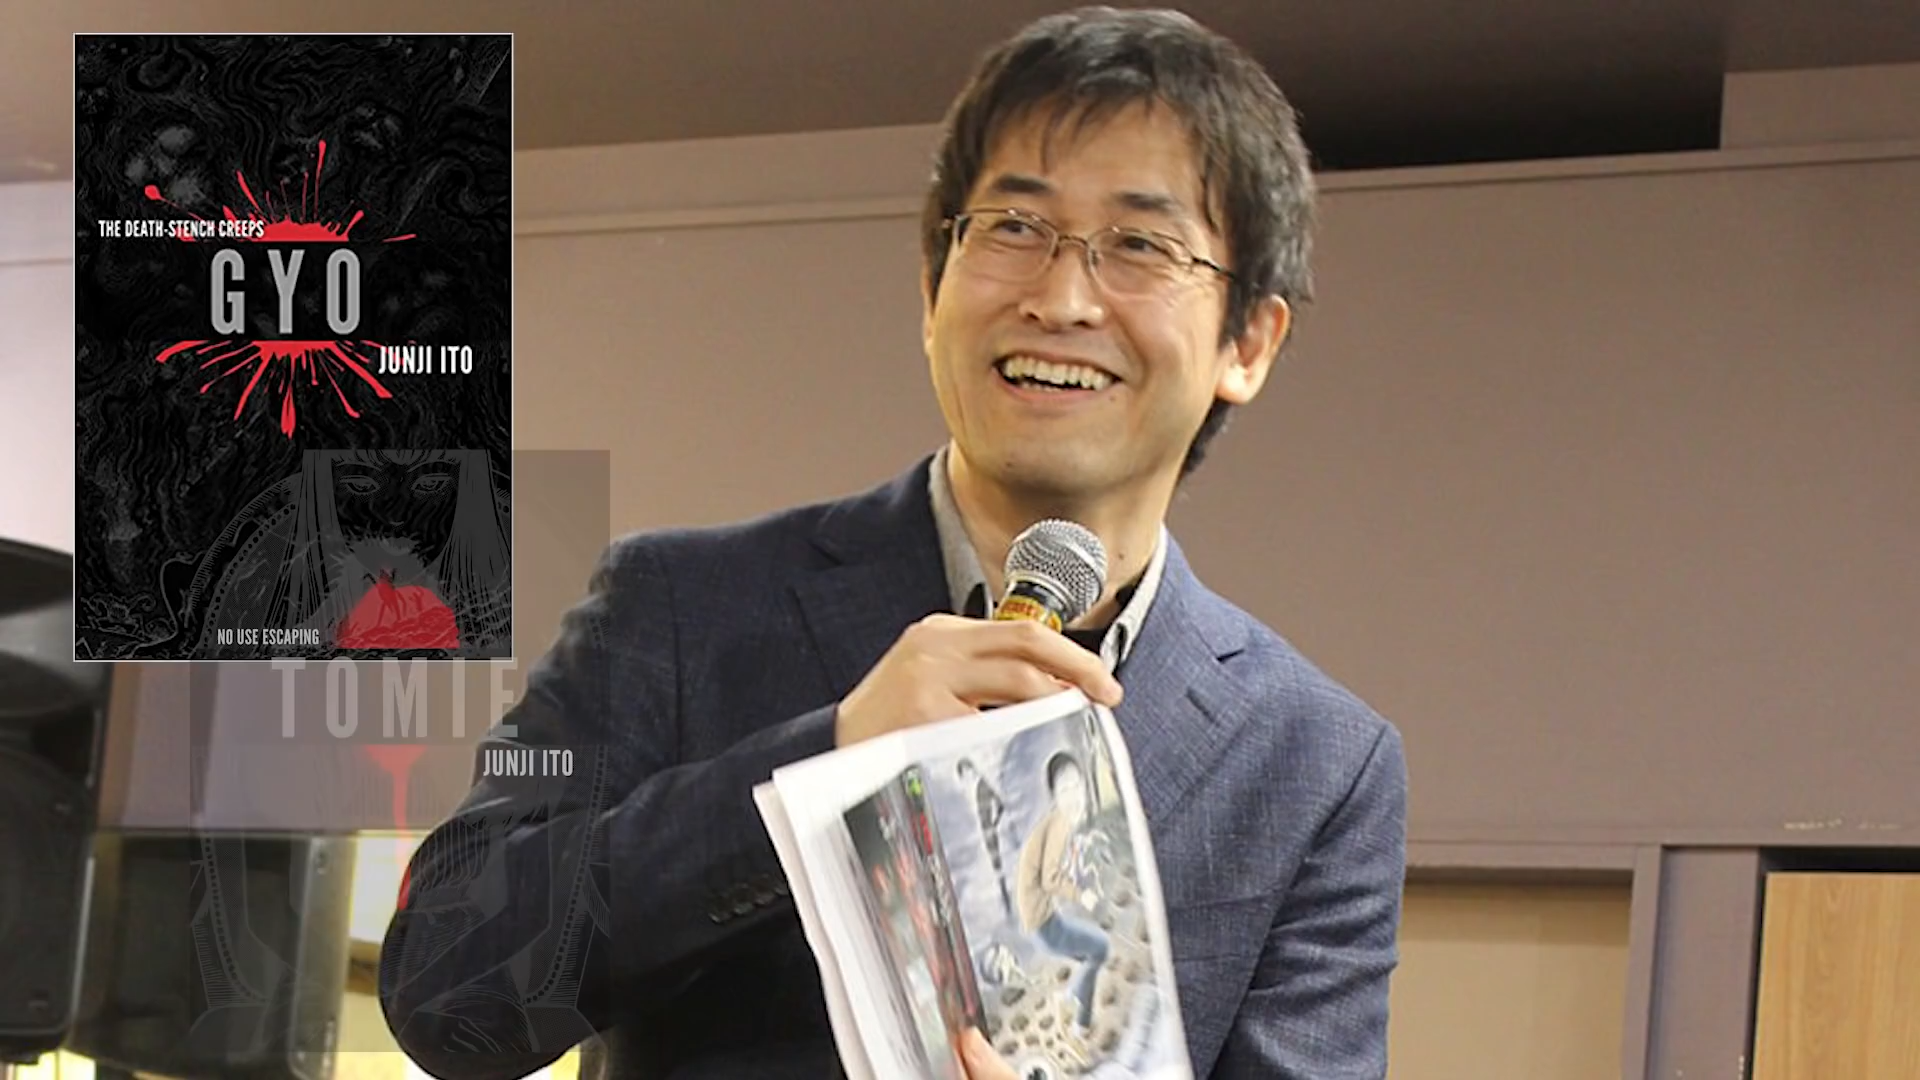 THE DEATH-STENCH CREEPS
GYO
JUNJI ITO
NO USE ESCAPING
TOMIE
JUNJI ITO